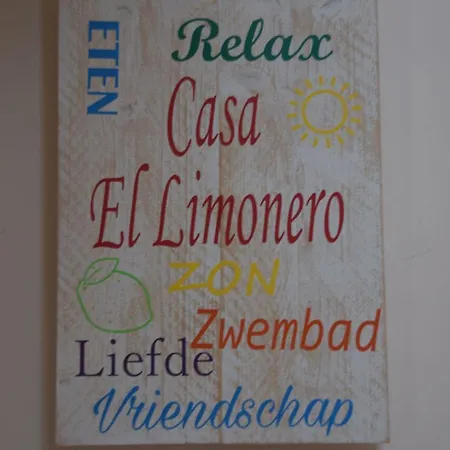 ETEN
Relax
Casa
El Limonero
ZON
Zwembad
Liefde
Vriendschap